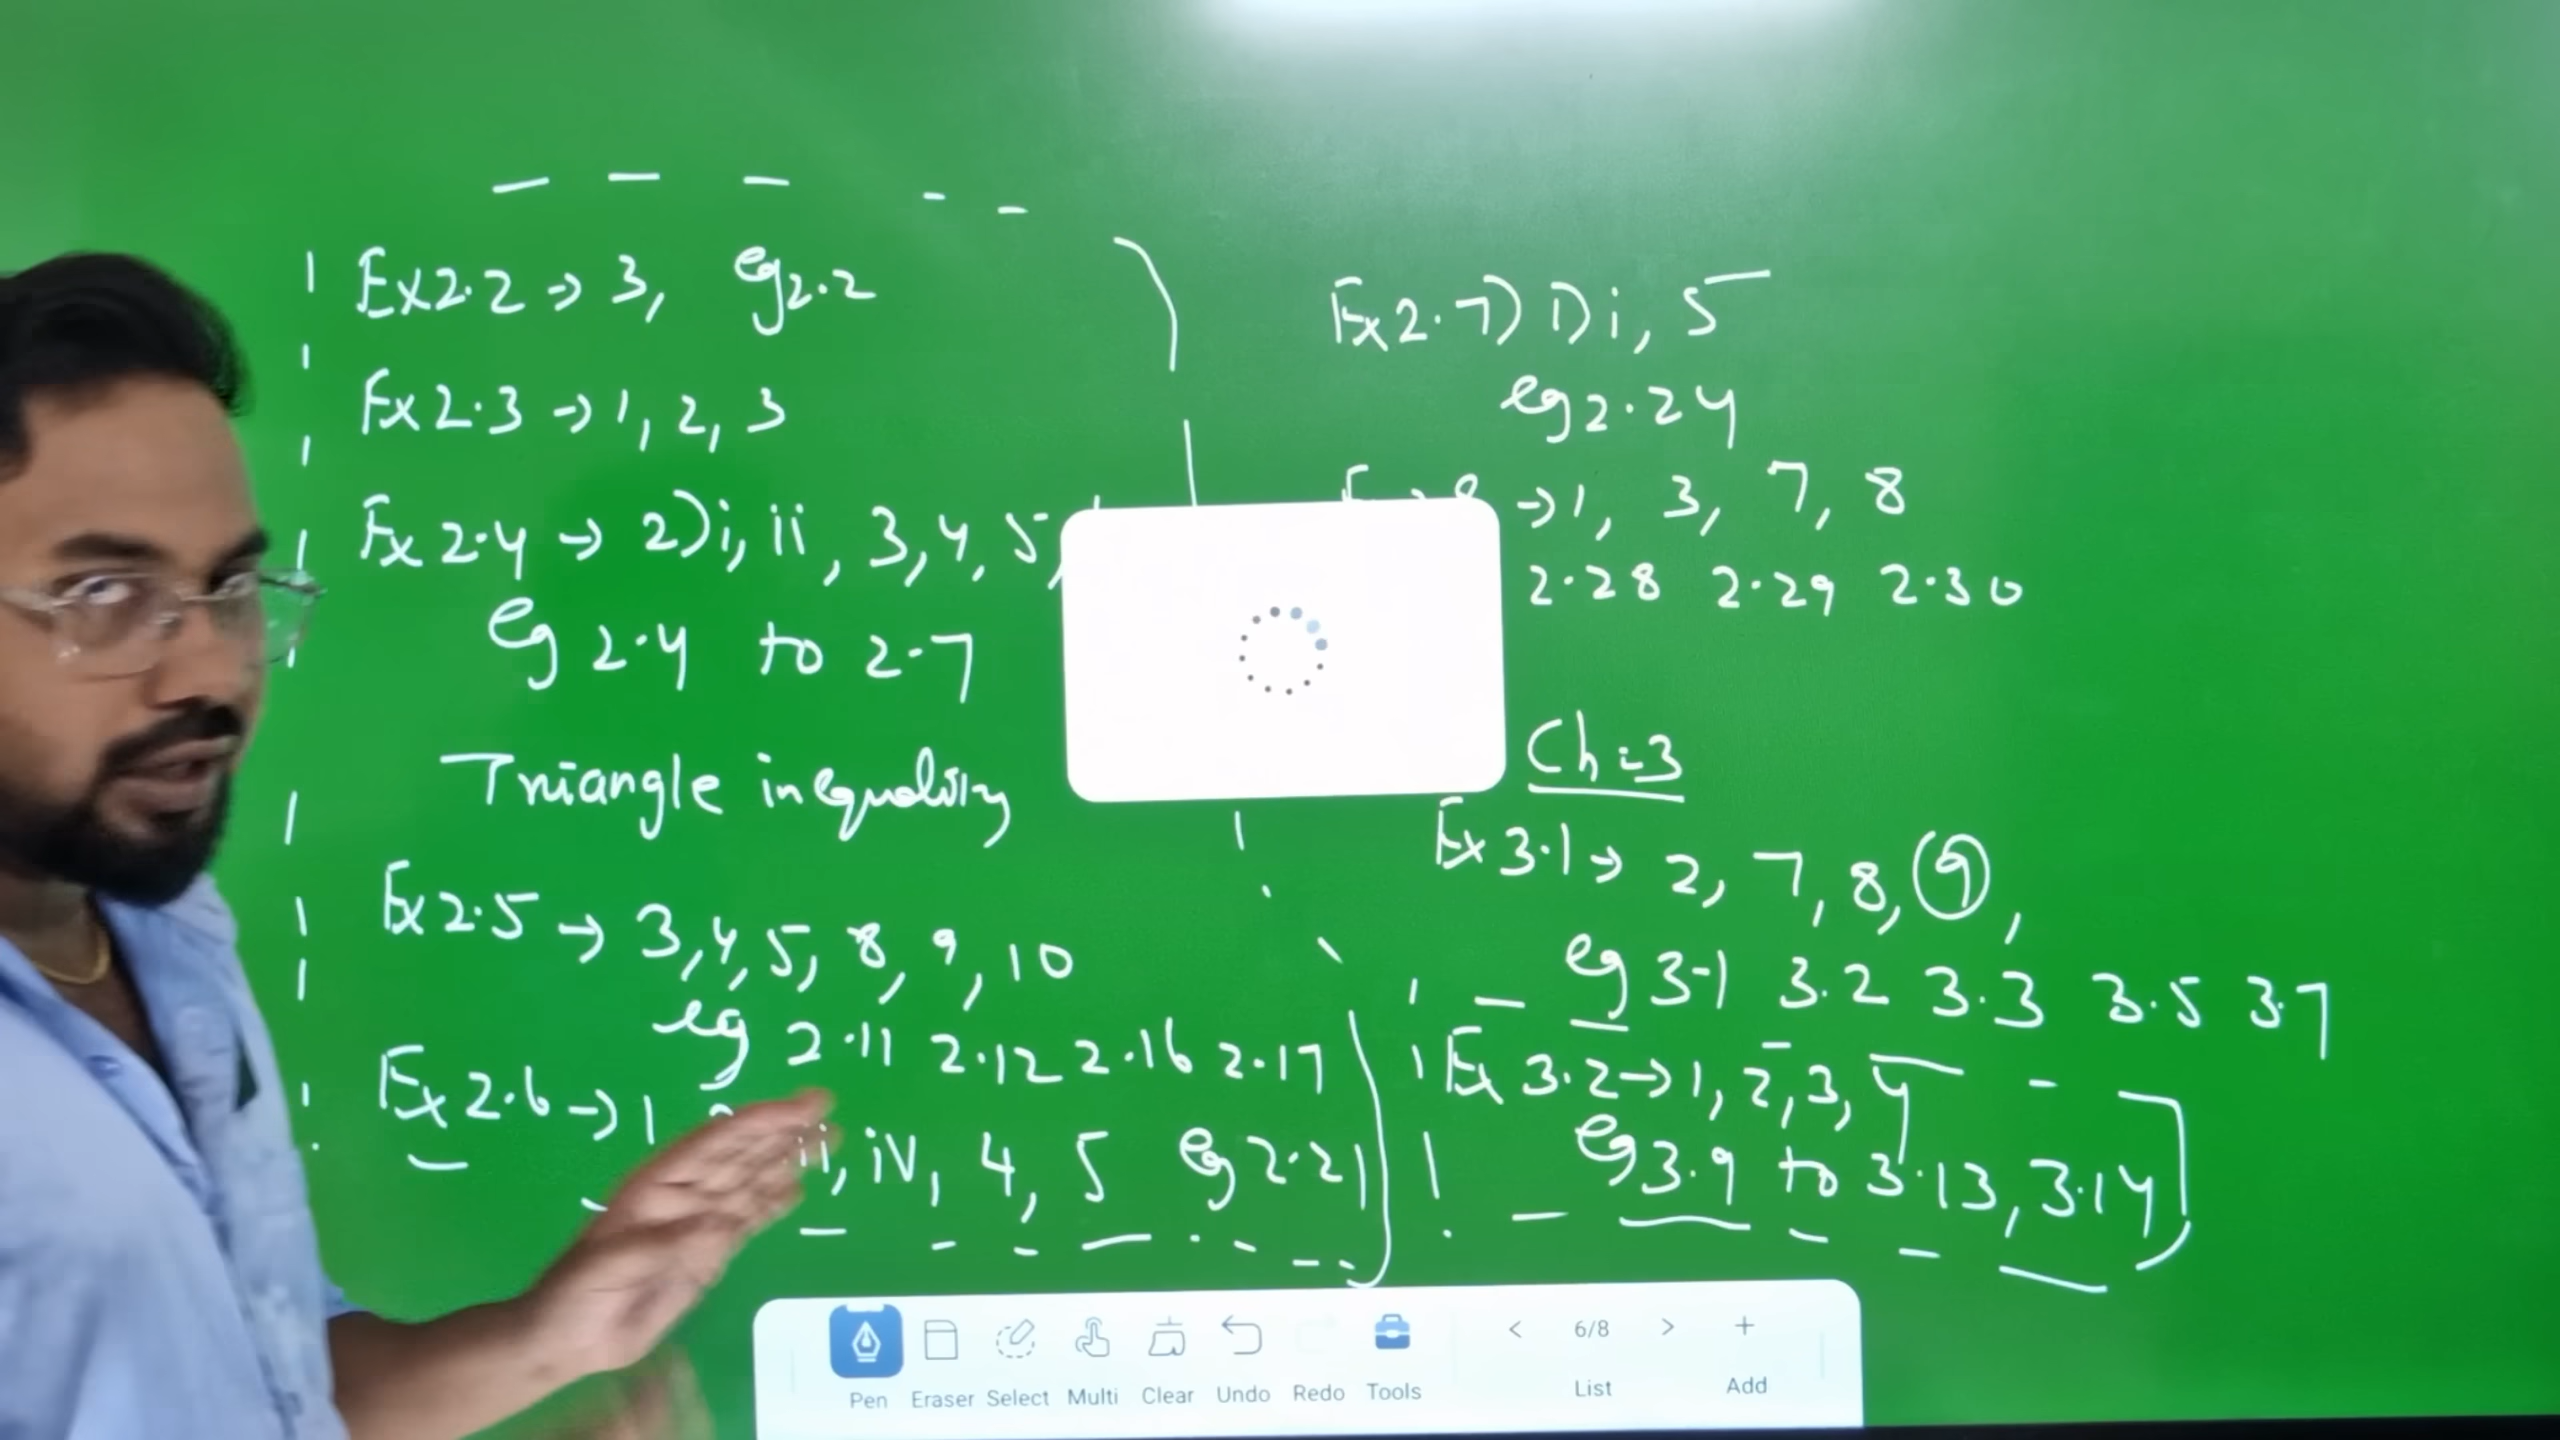 Ex 2.2 → 3, eg 2.2
Ex 2.3 → 1, 2, 3
Ex 2.4 → 2) i, ii, 3, 4, 5,
eg 2.4 to 2.7
Triangle inequality
Ex 2.5 → 3, 4, 5, 8, 9, 10
eg 2.11 2.12 2.16 2.17
Ex 2.6 → 1
iv, 4, 5 eg 2.21
Ex 2.7) 1) i, 5
eg 2.24
→ 1, 3, 7, 8
2.28 2.29 2.30
Ch:-3
Ex 3.1 → 2, 7, 8, 9,
eg 3-1 3.2 3.3 3.5 3.7
Ex 3.2 → 1, 2, 3, 4
eg 3.9 to 3.13, 3.14
6/8
Pen Eraser Select Multi Clear Undo Redo Tools List Add